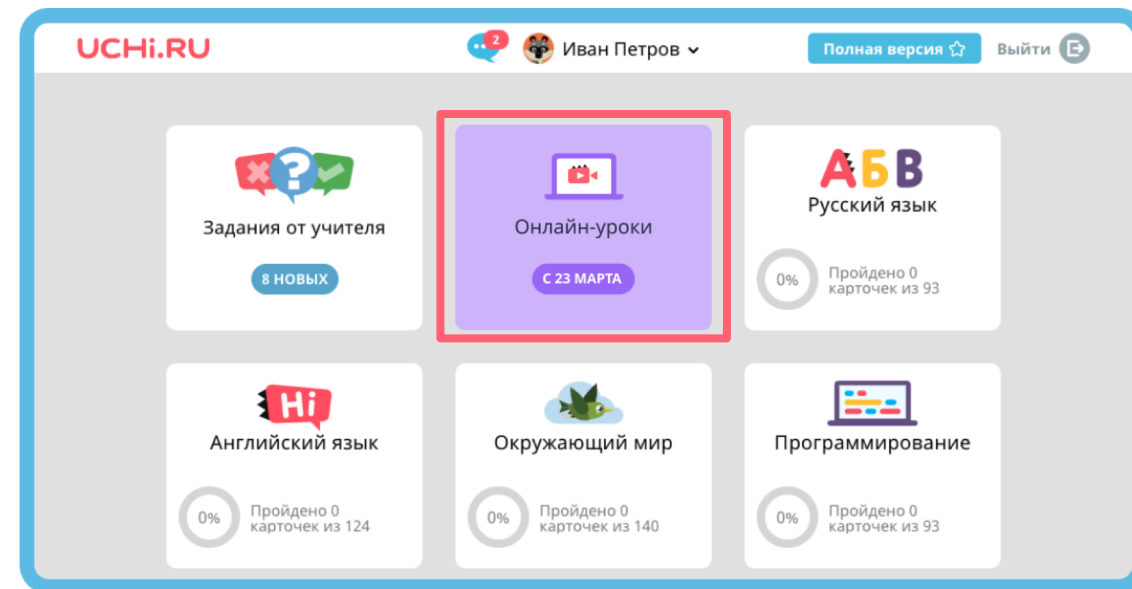 UCHi.RU
2
Иван Петров
Полная версия
Выйти
Задания от учителя
8 НОВЫХ
Онлайн-уроки
С 23 МАРТА
АБВ
Русский язык
0%
Пройдено 0
карточек из 93
Hi
Английский язык
0%
Пройдено 0
карточек из 124
Окружающий мир
0%
Пройдено 0
карточек из 140
Программирование
0%
Пройдено 0
карточек из 93